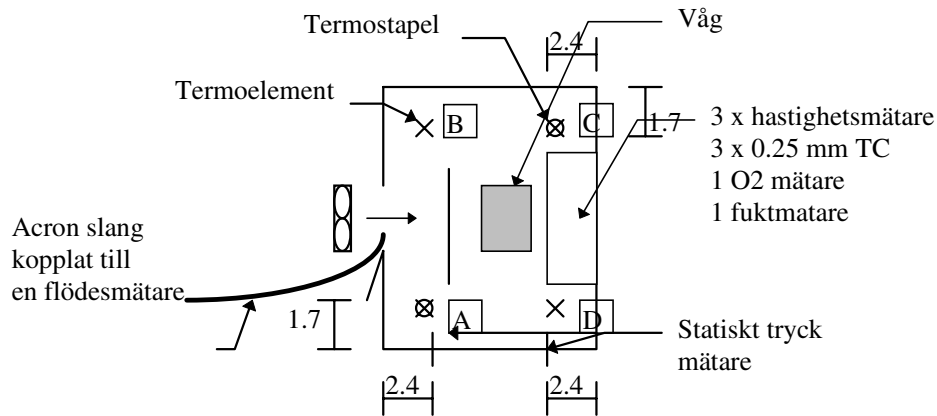 Termostapel
Våg
2.4
Termoelement
B
C
1.7
3 x hastighetsmätare
3 x 0.25 mm TC
1 O2 mätare
1 fuktmatare
Acron slang
kopplat till
en flödesmätare
1.7
A
D
Statiskt tryck
mätare
2.4
2.4